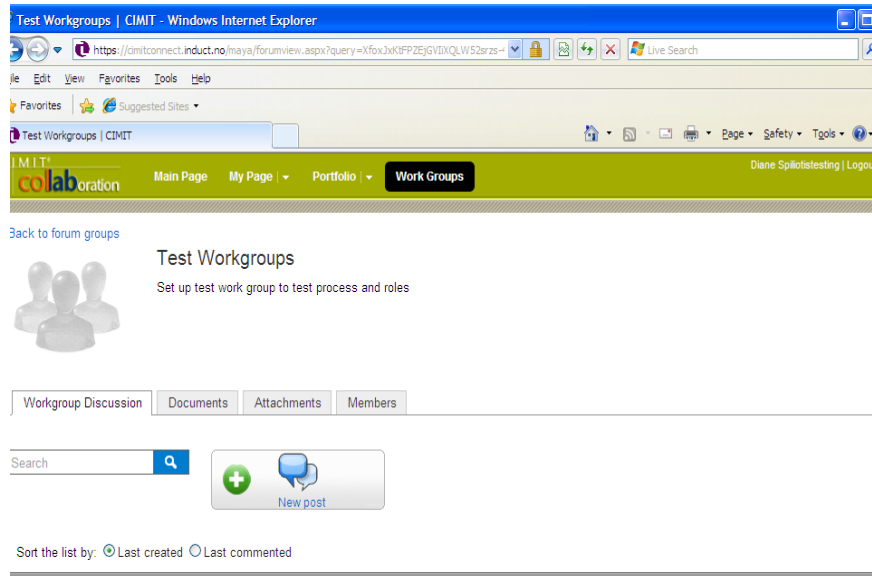 Test Workgroups | CIMIT - Windows Internet Explorer
https://cimitconnect.induct.no/maya/forumview.aspx?query=XfoxJxKtFPZEjGVIiXQLW52srzs-
Live Search
Edit View Favorites Tools Help
Favorites Suggested Sites
Test Workgroups | CIMIT
Page Safety Tools
IMIT
collaboration
Main Page My Page | Portfolio | Work Groups
Diane Spiliotistesting | Logou
Back to forum groups
Test Workgroups
Set up test work group to test process and roles
Workgroup Discussion Documents Attachments Members
Search
New post
Sort the list by: Last created Last commented